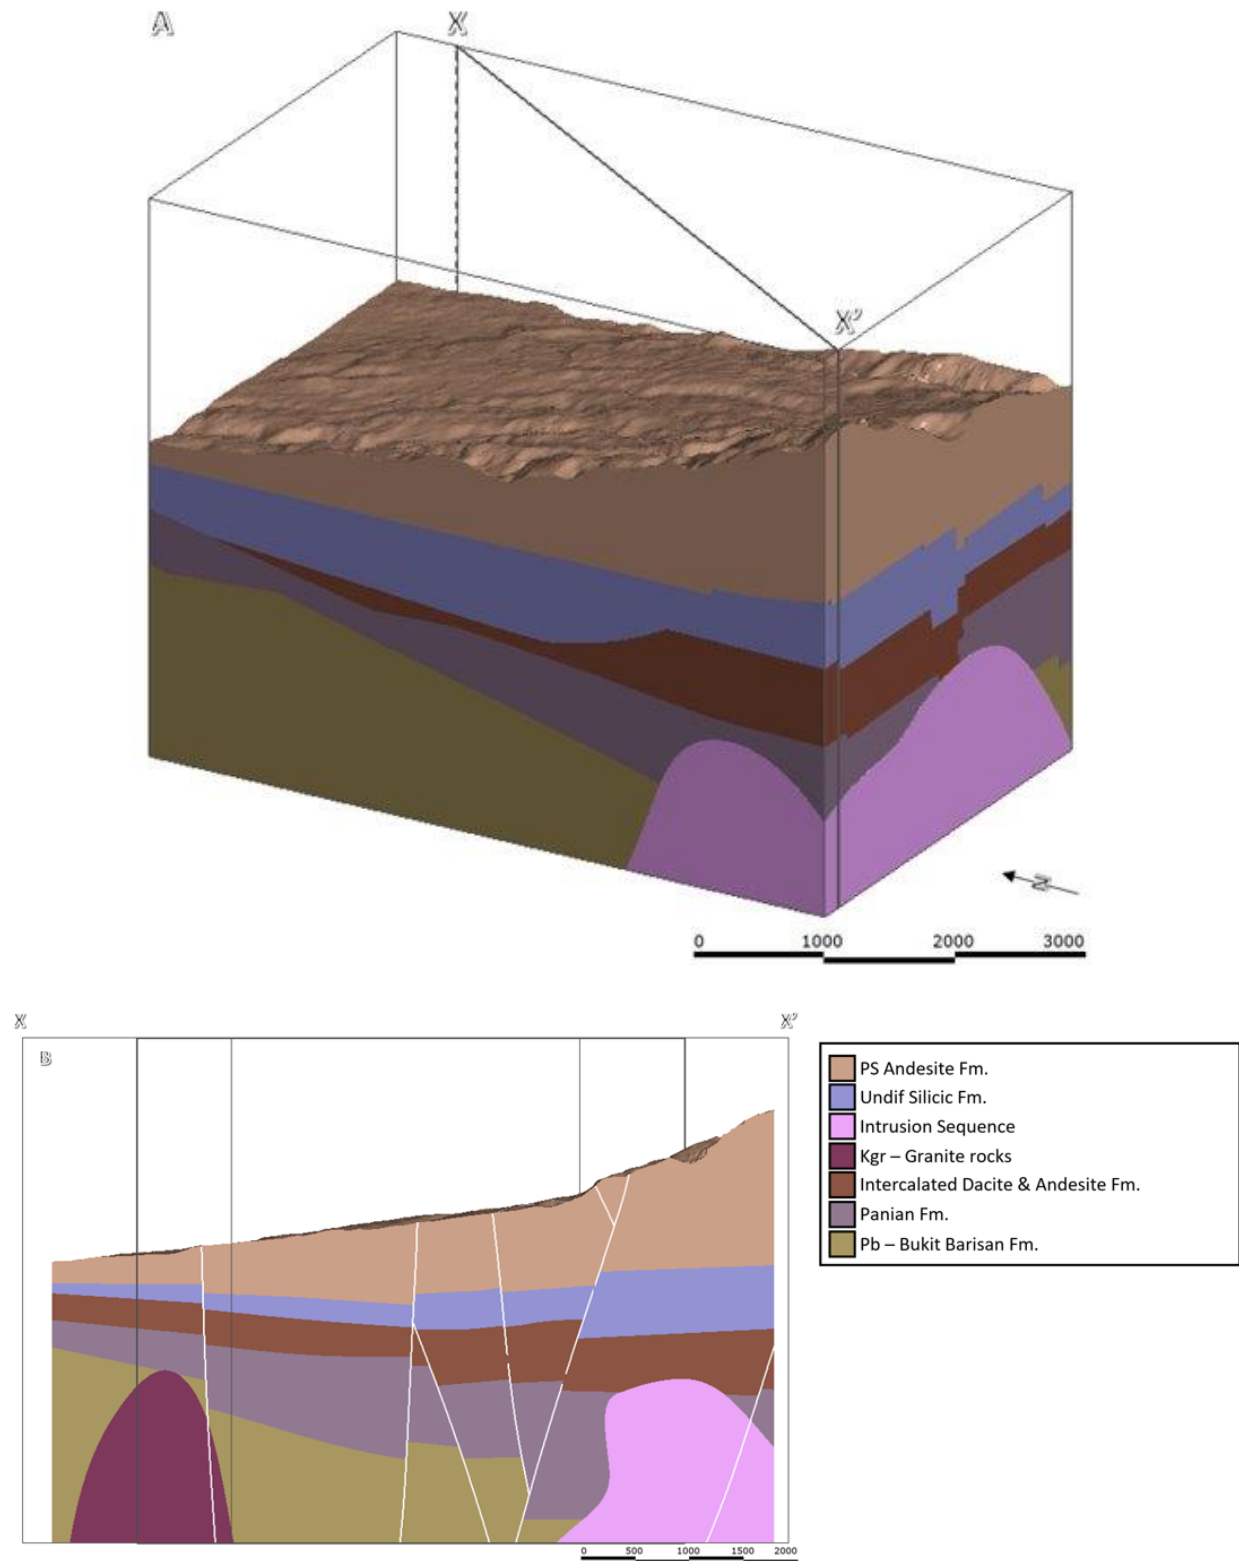 A
X
X'
N
0 1000 2000 3000
X
X'
B
PS Andesite Fm.
Undif Silicic Fm.
Intrusion Sequence
Kgr – Granite rocks
Intercalated Dacite & Andesite Fm.
Panian Fm.
Pb – Bukit Barisan Fm.
0 500 1000 1500 2000